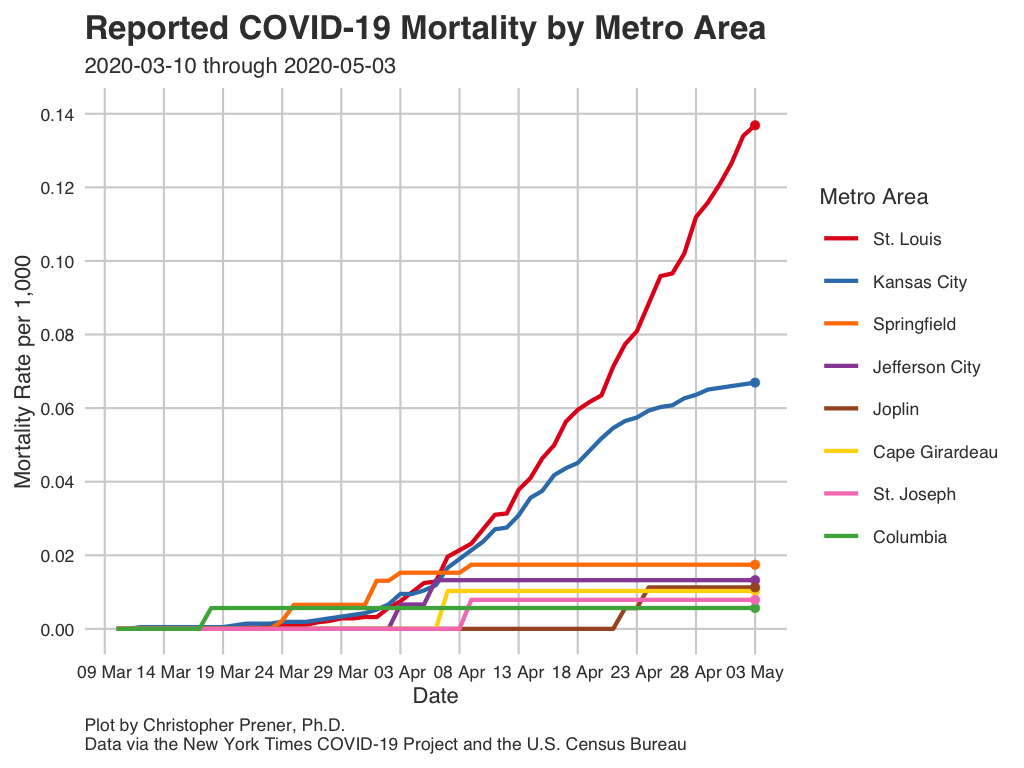 Reported COVID-19 Mortality by Metro Area
2020-03-10 through 2020-05-03
Mortality Rate per 1,000
0.14
0.12
0.10
0.08
0.06
0.04
0.02
0.00
09 Mar 14 Mar 19 Mar 24 Mar 29 Mar 03 Apr 08 Apr 13 Apr 18 Apr 23 Apr 28 Apr 03 May
Date
Metro Area
St. Louis
Kansas City
Springfield
Jefferson City
Joplin
Cape Girardeau
St. Joseph
Columbia
Plot by Christopher Prener, Ph.D.
Data via the New York Times COVID-19 Project and the U.S. Census Bureau